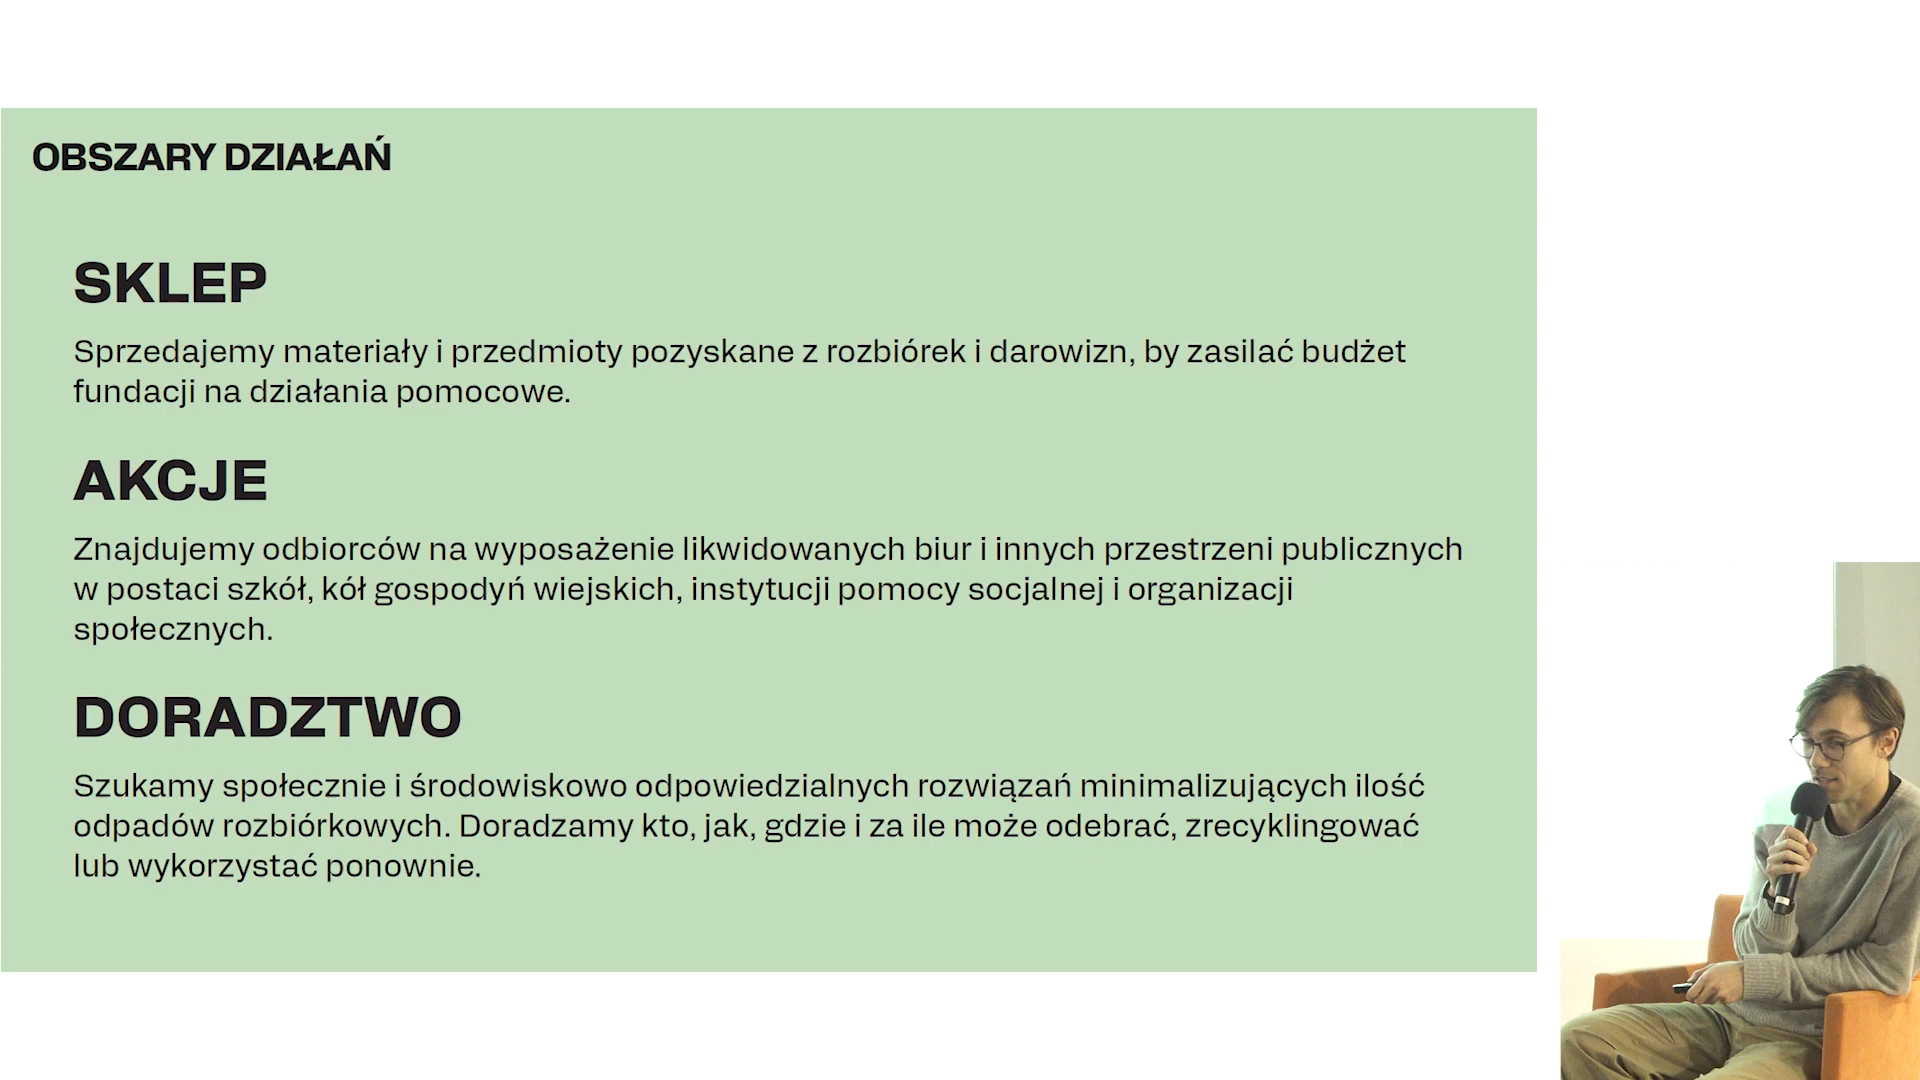 OBSZARY DZIAŁAŃ
SKLEP
Sprzedajemy materiały i przedmioty pozyskane z rozbiórek i darowizn, by zasilać budżet
fundacji na działania pomocowe.
AKCJE
Znajdujemy odbiorców na wyposażenie likwidowanych biur i innych przestrzeni publicznych
w postaci szkół, kół gospodyń wiejskich, instytucji pomocy socjalnej i organizacji
społecznych.
DORADZTWO
Szukamy społecznie i środowiskowo odpowiedzialnych rozwiązań minimalizujących ilość
odpadów rozbiórkowych. Doradzamy kto, jak, gdzie i za ile może odebrać, zrecyklingować
lub wykorzystać ponownie.